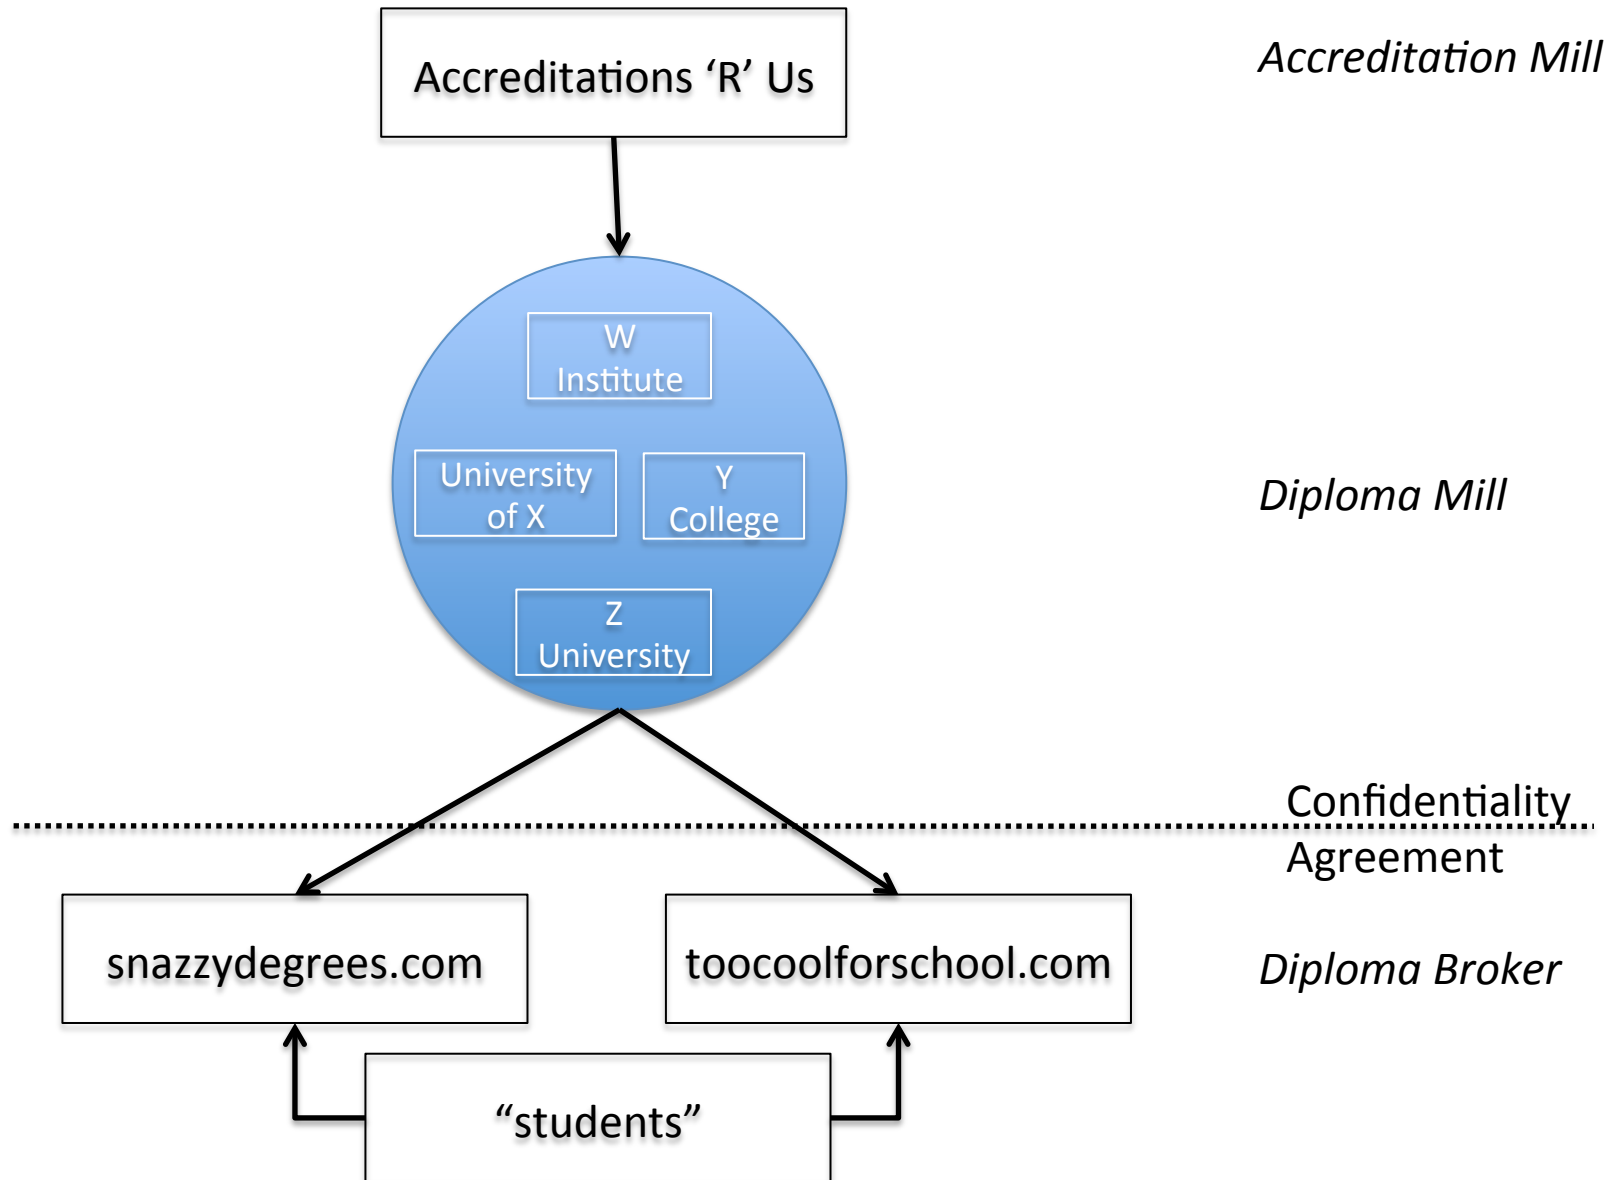 Accreditations ‘R’ Us
Accreditation Mill
W
Institute
University
of X
Y
College
Diploma Mill
Z
University
Confidentiality
Agreement
snazzydegrees.com
toocoolforschool.com
Diploma Broker
“students”